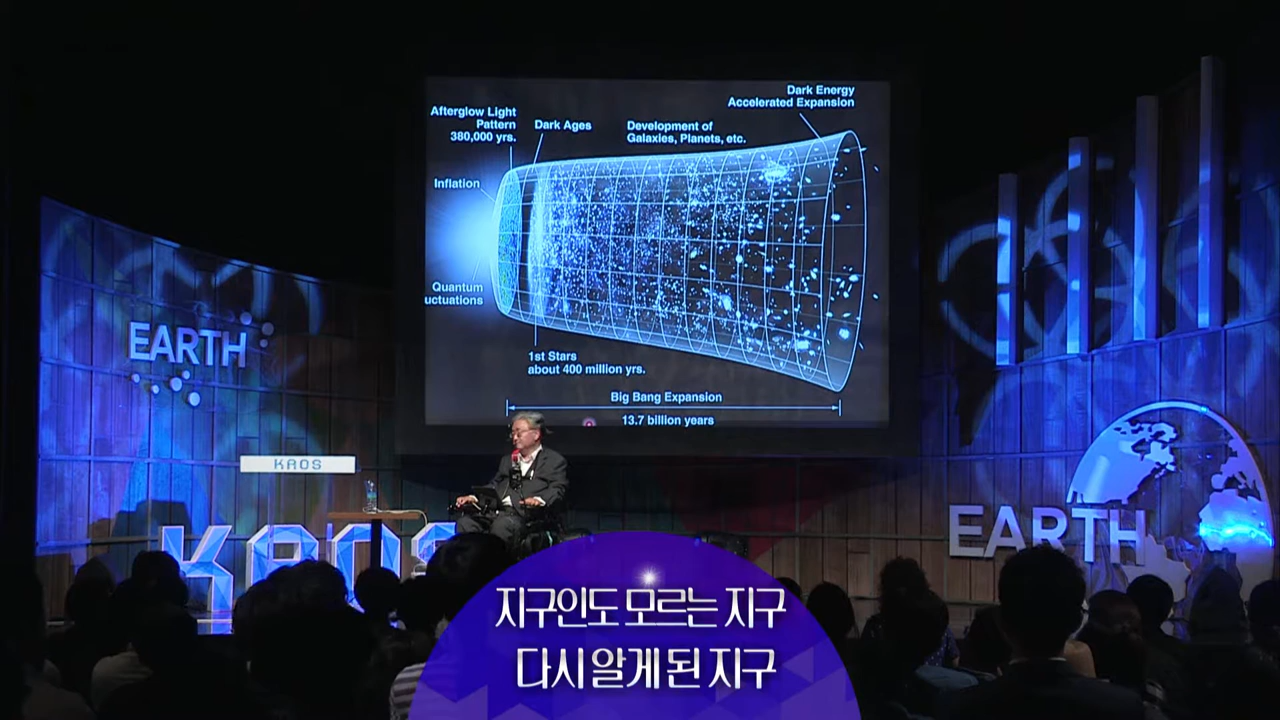 Dark Energy
Accelerated Expansion
Afterglow Light
Pattern
380,000 yrs.
Dark Ages
Development of
Galaxies, Planets, etc.
Inflation
Quantum
uctuations
1st Stars
about 400 million yrs.
Big Bang Expansion
13.7 billion years
EARTH
KAOS
KAOS
EARTH
지구인도 모르는 지구
다시 알게 된 지구